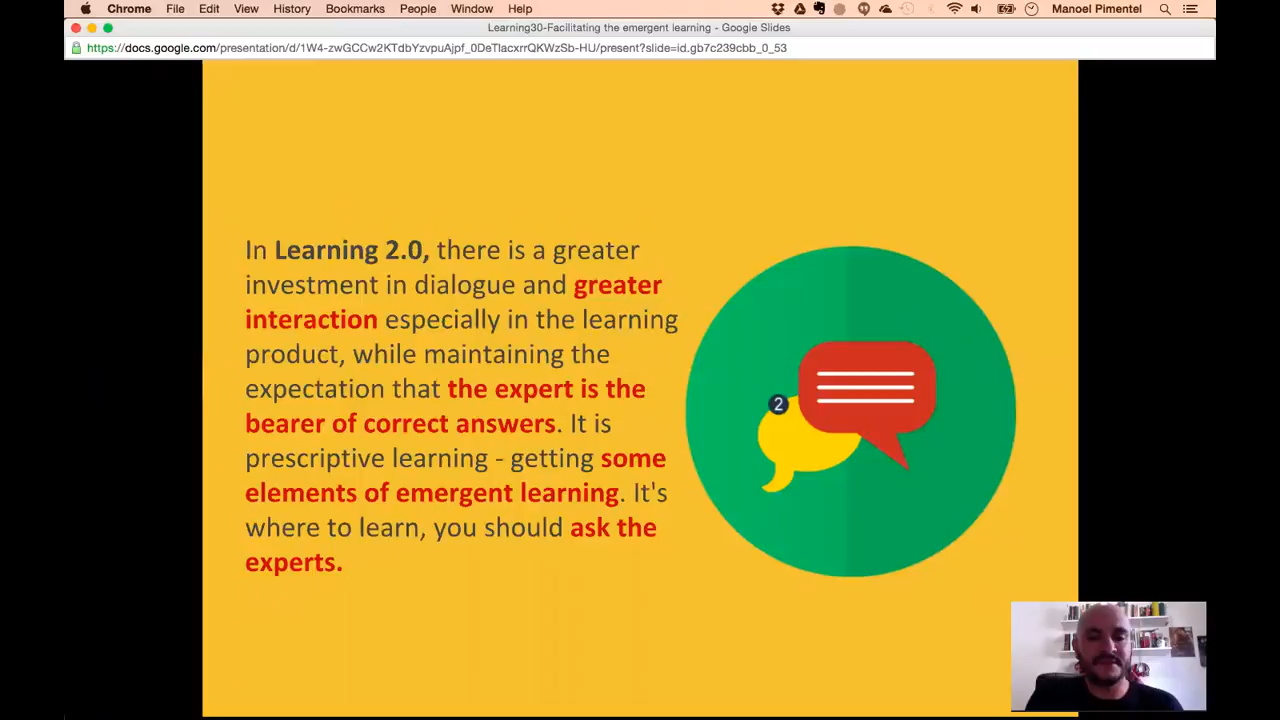 Chrome File Edit View History Bookmarks People Window Help Manoel Pimentel
Learning30-Facilitating the emergent learning - Google Slides
https://docs.google.com/presentation/d/1W4-zwGCCw2KTdbYzvpuAjpf_0DeTlacxrrQKWzSb-HU/present?slide=id.gb7c239cbb_0_53
In Learning 2.0, there is a greater
investment in dialogue and greater
interaction especially in the learning
product, while maintaining the
expectation that the expert is the
bearer of correct answers. It is
prescriptive learning - getting some
elements of emergent learning. It's
where to learn, you should ask the
experts.
2